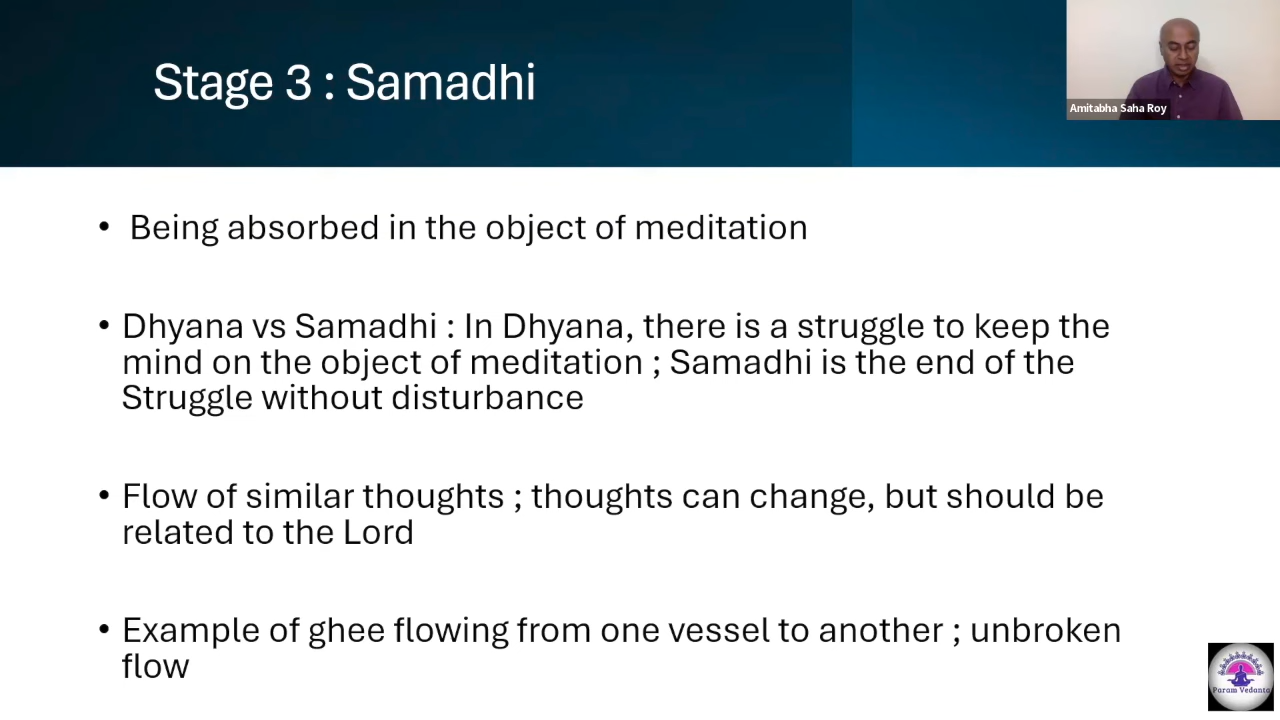 Stage 3 : Samadhi
Amitabha Saha Roy
• Being absorbed in the object of meditation
• Dhyana vs Samadhi : In Dhyana, there is a struggle to keep the
mind on the object of meditation ; Samadhi is the end of the
Struggle without disturbance
• Flow of similar thoughts ; thoughts can change, but should be
related to the Lord
• Example of ghee flowing from one vessel to another ; unbroken
flow
Param Vedanta